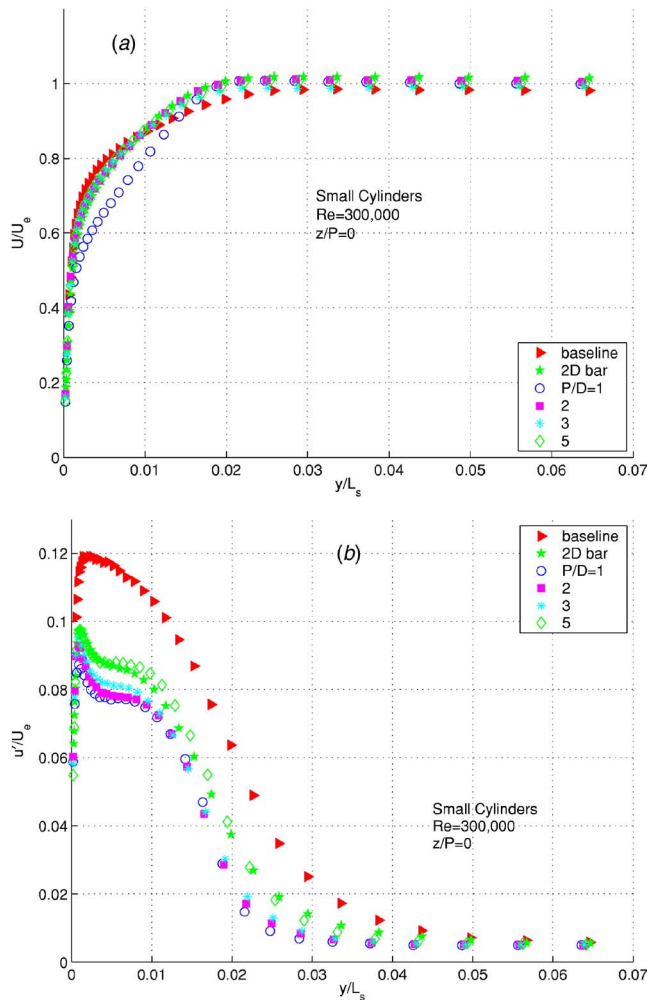 (a)
1
0.8
0.6
0.4
0.2
0
U/Ue
Small Cylinders
Re=300,000
z/P=0
baseline
2D bar
P/D=1
2
3
5
0 0.01 0.02 0.03 0.04 0.05 0.06 0.07
y/Ls
(b)
0.12
0.1
0.08
0.06
0.04
0.02
0
u'/Ue
baseline
2D bar
P/D=1
2
3
5
Small Cylinders
Re=300,000
z/P=0
0 0.01 0.02 0.03 0.04 0.05 0.06 0.07
y/Ls